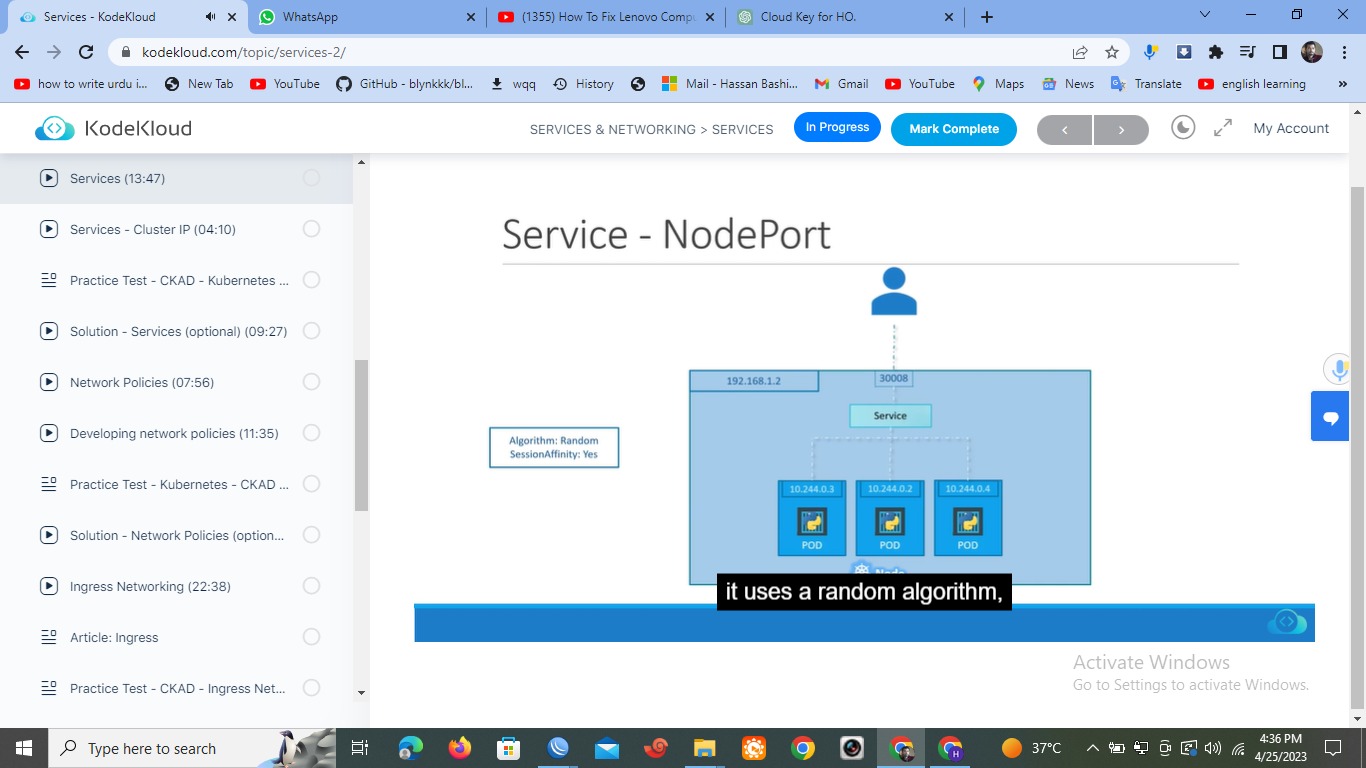 Services - KodeKloud
WhatsApp
(1355) How To Fix Lenovo Compu
Cloud Key for HO.
kodekloud.com/topic/services-2/
how to write urdu i...
New Tab
YouTube
GitHub - blynkkk/bl...
wqq
History
Mail - Hassan Bashi...
Gmail
YouTube
Maps
News
Translate
english learning
»
KodeKloud
SERVICES & NETWORKING > SERVICES
In Progress
Mark Complete
My Account
Services (13:47)
Services - Cluster IP (04:10)
Practice Test - CKAD - Kubernetes ...
Solution - Services (optional) (09:27)
Network Policies (07:56)
Developing network policies (11:35)
Practice Test - Kubernetes - CKAD ...
Solution - Network Policies (option...
Ingress Networking (22:38)
Article: Ingress
Practice Test - CKAD - Ingress Net...
Service - NodePort
192.168.1.2
30008
Service
Algorithm: Random
SessionAffinity: Yes
10.244.0.3
10.244.0.2
10.244.0.4
POD
POD
POD
it uses a random algorithm,
Activate Windows
Go to Settings to activate Windows.
Type here to search
H
37°C
4:36 PM
4/25/2023